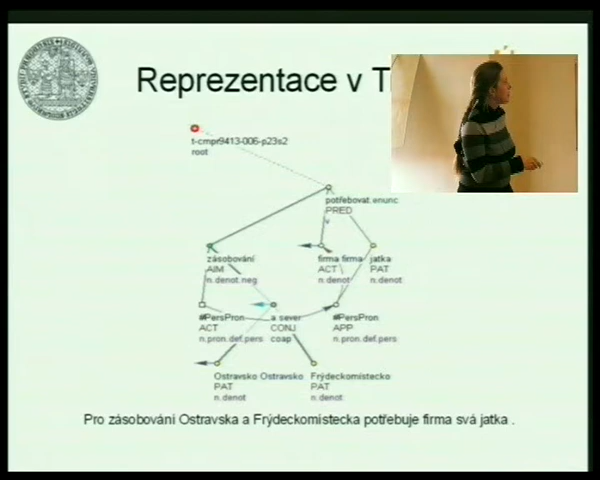 Reprezentace v T
t-cmpr9413-006-p23s2
root
potřebovat.enunc
PRED
v
zásobování
AIM
n.denot.neg
firma firma
ACT
n.denot
jatka
PAT
n.denot
#PersPron
ACT
n.pron.def.pers
a.sever
CONJ
coap
#PersPron
APP
n.pron.def.pers
Ostravsko Ostravsko
PAT
n.denot
Frýdeckomístecko
PAT
n.denot
Pro zásobování Ostravska a Frýdeckomístecka potřebuje firma svá jatka .